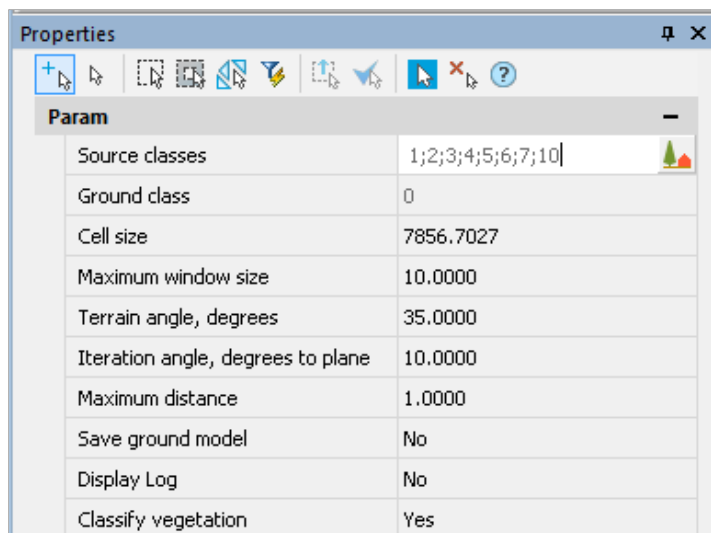 Properties
Param
Source classes 1;2;3;4;5;6;7;10
Ground class 0
Cell size 7856.7027
Maximum window size 10.0000
Terrain angle, degrees 35.0000
Iteration angle, degrees to plane 10.0000
Maximum distance 1.0000
Save ground model No
Display Log No
Classify vegetation Yes